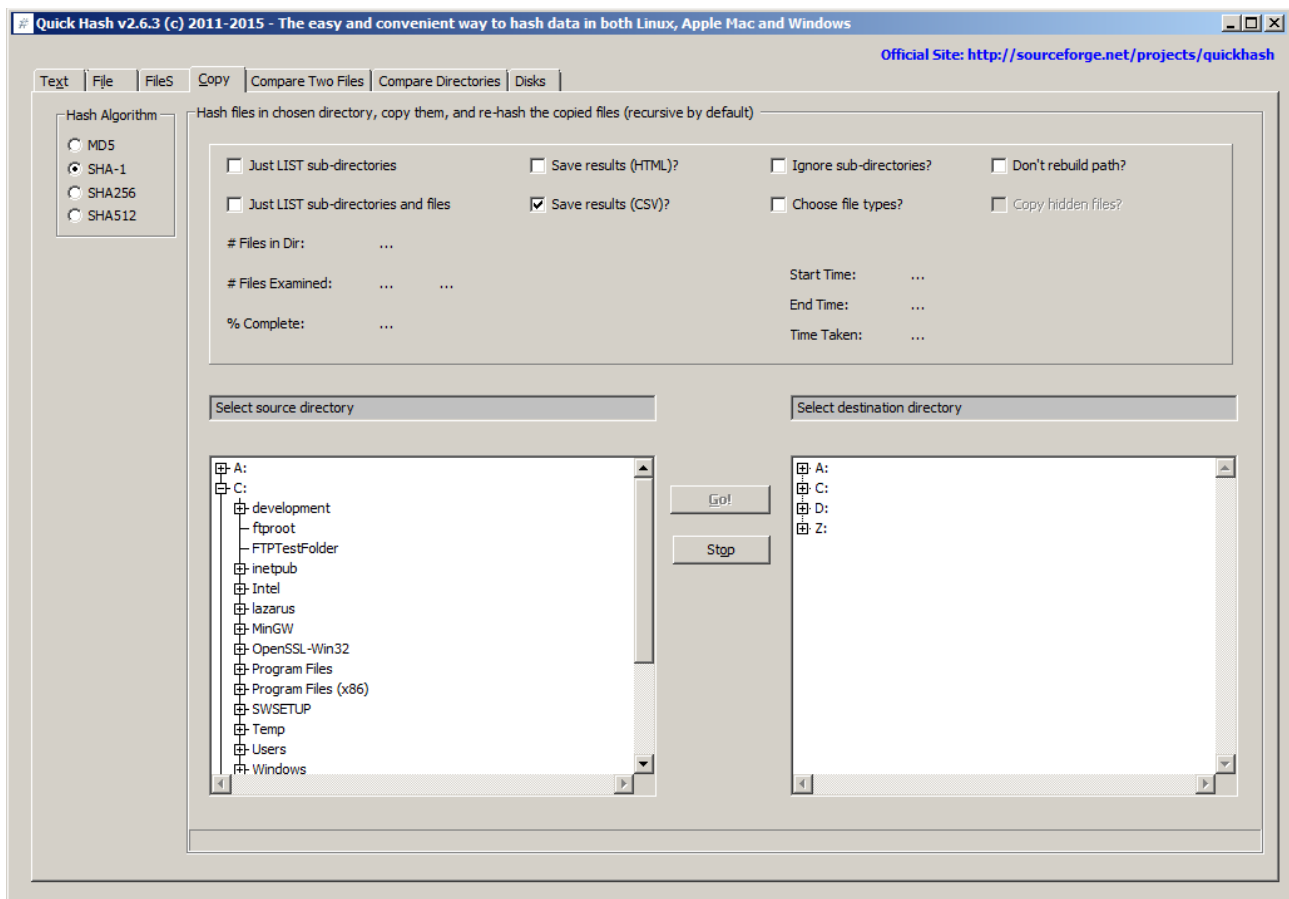 # Quick Hash v2.6.3 (c) 2011-2015 - The easy and convenient way to hash data in both Linux, Apple Mac and Windows
Official Site: http://sourceforge.net/projects/quickhash
Text File FileS Copy Compare Two Files Compare Directories Disks
Hash Algorithm
MD5
SHA-1
SHA256
SHA512
Hash files in chosen directory, copy them, and re-hash the copied files (recursive by default)
Just LIST sub-directories Save results (HTML)? Ignore sub-directories? Don't rebuild path?
Just LIST sub-directories and files Save results (CSV)? Choose file types? Copy hidden files?
# Files in Dir: ...
# Files Examined: ... ...
% Complete: ...
Start Time: ...
End Time: ...
Time Taken: ...
Select source directory
A:
C:
development
ftproot
FTPTestFolder
inetpub
Intel
lazarus
MinGW
OpenSSL-Win32
Program Files
Program Files (x86)
SWSETUP
Temp
Users
Windows
Go!
Stop
Select destination directory
A:
C:
D:
Z: